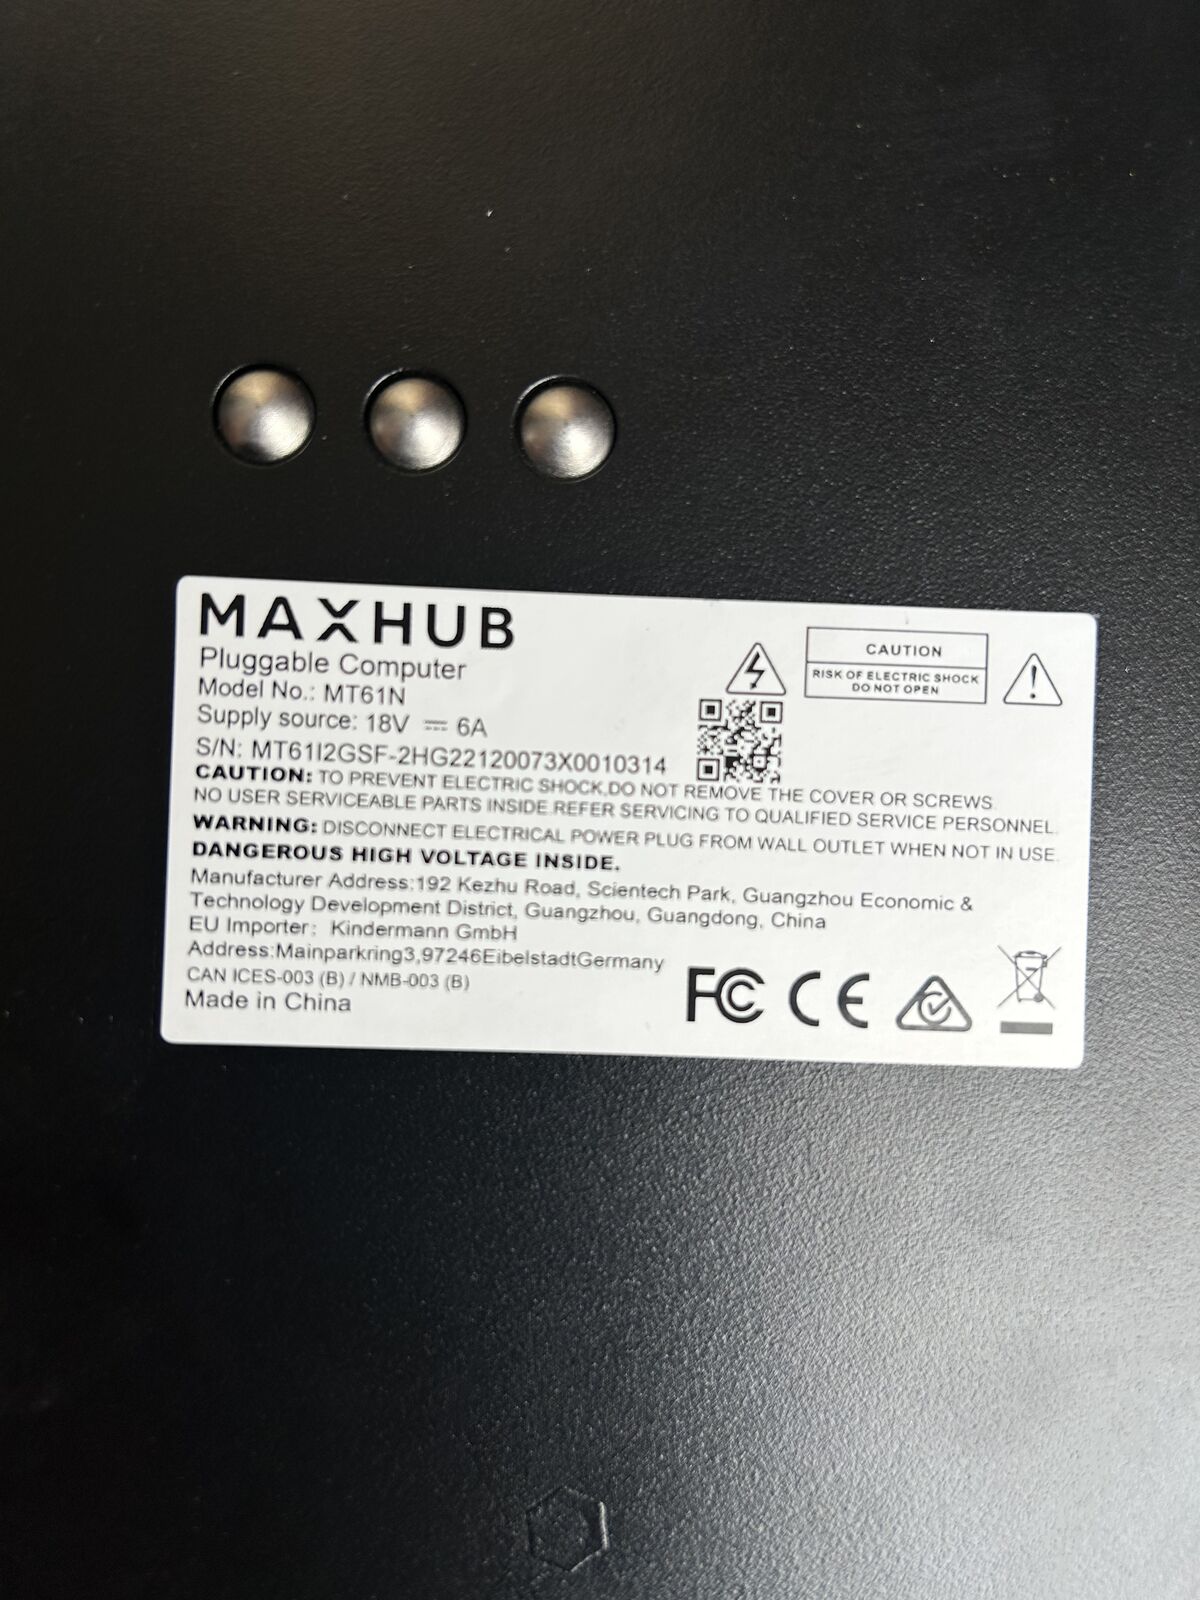 MAXHUB
Pluggable Computer
Model No.: MT61N
Supply source: 18V ⎓ 6A
S/N: MT61I2GSF-2HG22120073X0010314
CAUTION
RISK OF ELECTRIC SHOCK
DO NOT OPEN
CAUTION: TO PREVENT ELECTRIC SHOCK,DO NOT REMOVE THE COVER OR SCREWS.
NO USER SERVICEABLE PARTS INSIDE.REFER SERVICING TO QUALIFIED SERVICE PERSONNEL.
WARNING: DISCONNECT ELECTRICAL POWER PLUG FROM WALL OUTLET WHEN NOT IN USE.
DANGEROUS HIGH VOLTAGE INSIDE.
Manufacturer Address:192 Kezhu Road, Scientech Park, Guangzhou Economic &
Technology Development District, Guangzhou, Guangdong, China
EU Importer: Kindermann GmbH
Address:Mainparkring3,97246EibelstadtGermany
CAN ICES-003 (B) / NMB-003 (B)
Made in China
FC CE